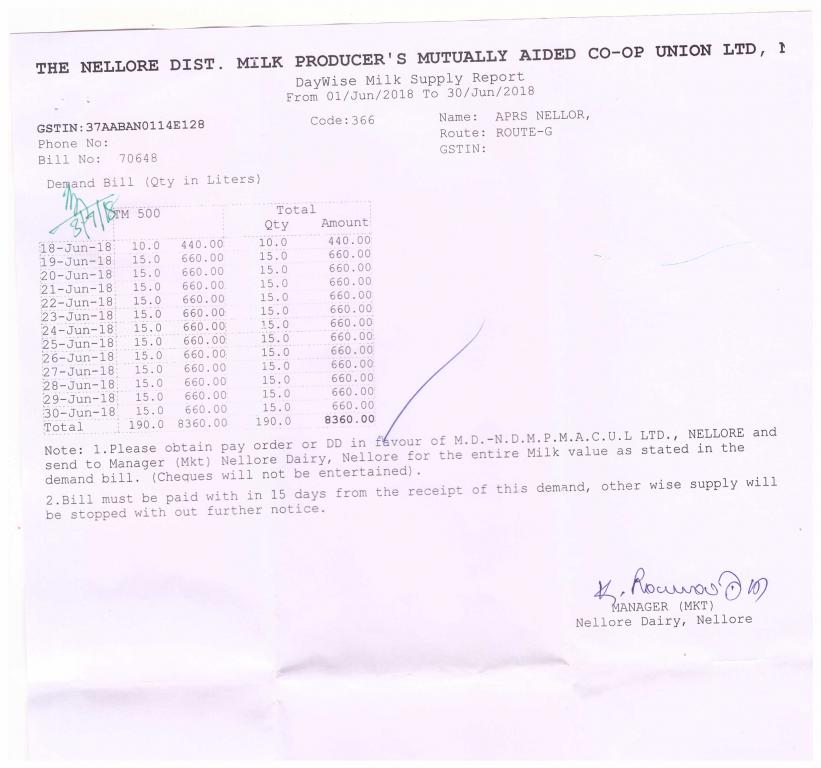 THE NELLORE DIST. MILK PRODUCER'S MUTUALLY AIDED CO-OP UNION LTD,
DayWise Milk Supply Report
From 01/Jun/2018 To 30/Jun/2018
GSTIN:37AABAN0114E128 Code:366 Name: APRS NELLOR,
Phone No: Route: ROUTE-G
Bill No: 70648 GSTIN:
Demand Bill (Qty in Liters)
3/7/18
TM 500 Total
Qty Amount
18-Jun-18 10.0 440.00 10.0 440.00
19-Jun-18 15.0 660.00 15.0 660.00
20-Jun-18 15.0 660.00 15.0 660.00
21-Jun-18 15.0 660.00 15.0 660.00
22-Jun-18 15.0 660.00 15.0 660.00
23-Jun-18 15.0 660.00 15.0 660.00
24-Jun-18 15.0 660.00 15.0 660.00
25-Jun-18 15.0 660.00 15.0 660.00
26-Jun-18 15.0 660.00 15.0 660.00
27-Jun-18 15.0 660.00 15.0 660.00
28-Jun-18 15.0 660.00 15.0 660.00
29-Jun-18 15.0 660.00 15.0 660.00
30-Jun-18 15.0 660.00 15.0 660.00
Total 190.0 8360.00 190.0 8360.00
Note: 1.Please obtain pay order or DD in favour of M.D.-N.D.M.P.M.A.C.U.L LTD., NELLORE and
send to Manager (Mkt) Nellore Dairy, Nellore for the entire Milk value as stated in the
demand bill. (Cheques will not be entertained).
2.Bill must be paid with in 15 days from the receipt of this demand, other wise supply will
be stopped with out further notice.
MANAGER (MKT)
Nellore Dairy, Nellore